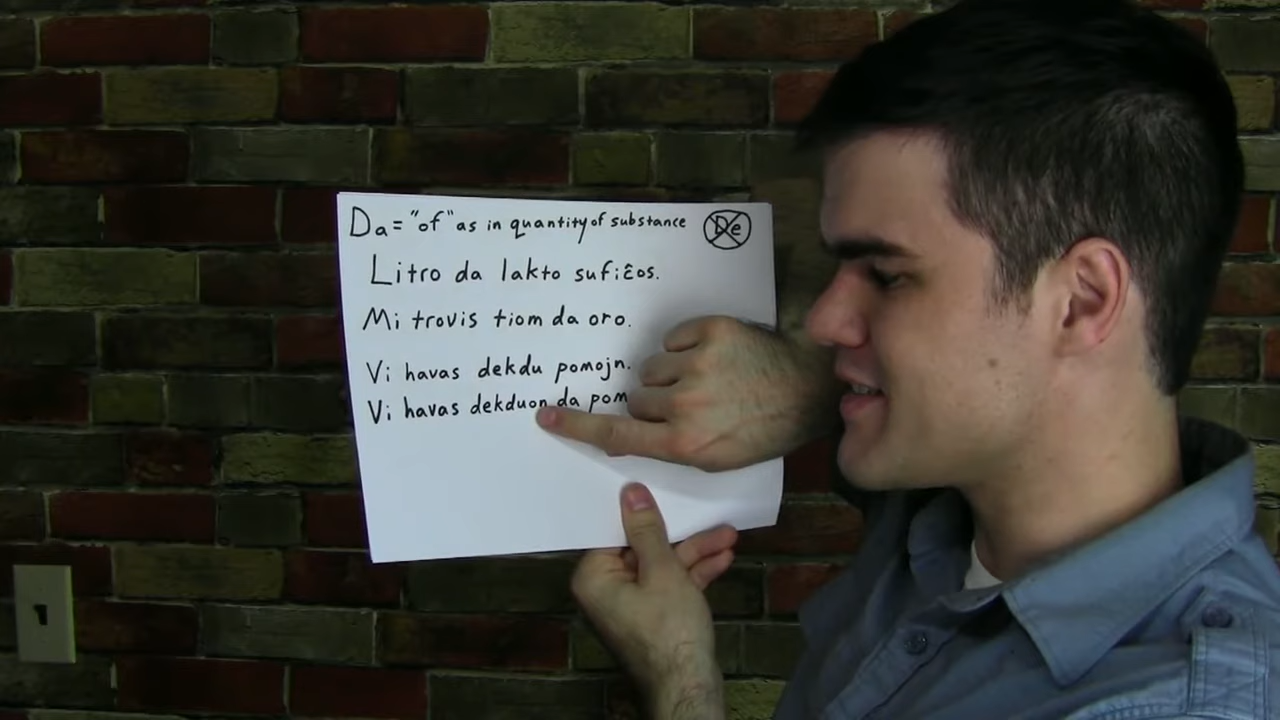 Da = "of" as in quantity of substance De
Litro da lakto sufiĉos.
Mi trovis tiom da oro.
Vi havas dekdu pomojn.
Vi havas dekduon da